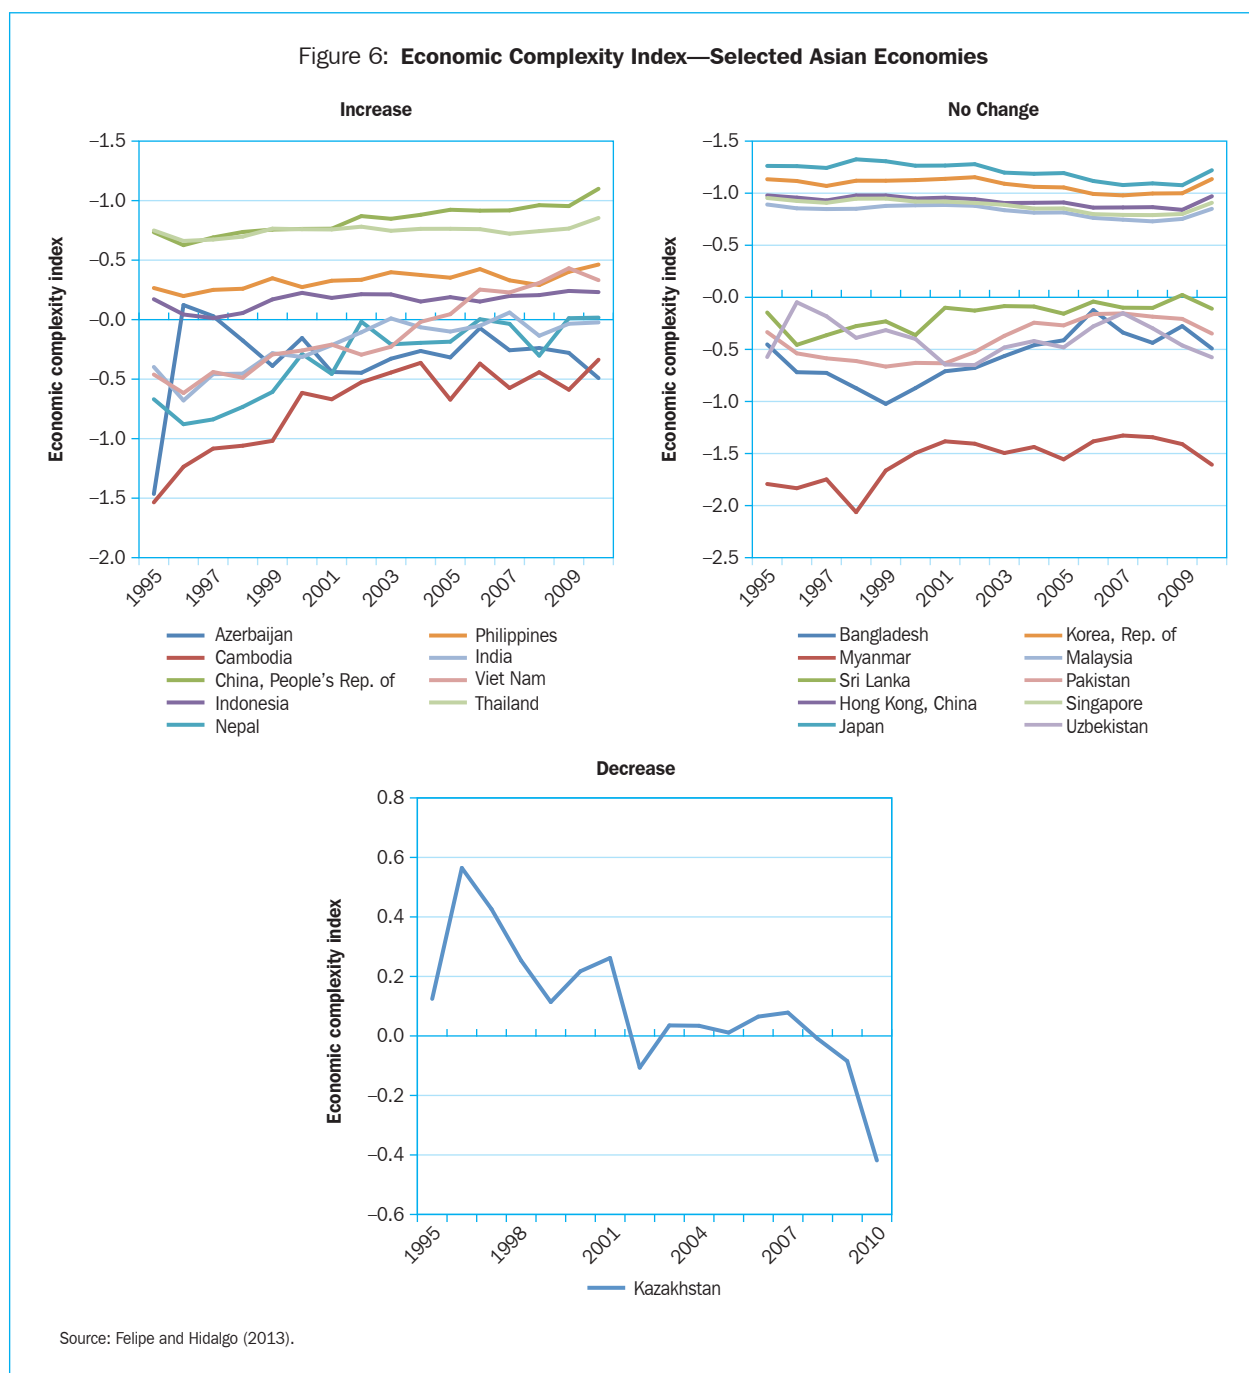 Figure 6: Economic Complexity Index—Selected Asian Economies
Increase
Economic complexity index
–1.5
–1.0
–0.5
–0.0
–0.5
–1.0
–1.5
–2.0
1995
1997
1999
2001
2003
2005
2007
2009
Azerbaijan
Cambodia
China, People's Rep. of
Indonesia
Nepal
Philippines
India
Viet Nam
Thailand
No Change
Economic complexity index
–1.5
–1.0
–0.5
–0.0
–0.5
–1.0
–1.5
–2.0
–2.5
1995
1997
1999
2001
2003
2005
2007
2009
Bangladesh
Myanmar
Sri Lanka
Hong Kong, China
Japan
Korea, Rep. of
Malaysia
Pakistan
Singapore
Uzbekistan
Decrease
Economic complexity index
0.8
0.6
0.4
0.2
0.0
–0.2
–0.4
–0.6
1995
1998
2001
2004
2007
2010
Kazakhstan
Source: Felipe and Hidalgo (2013).